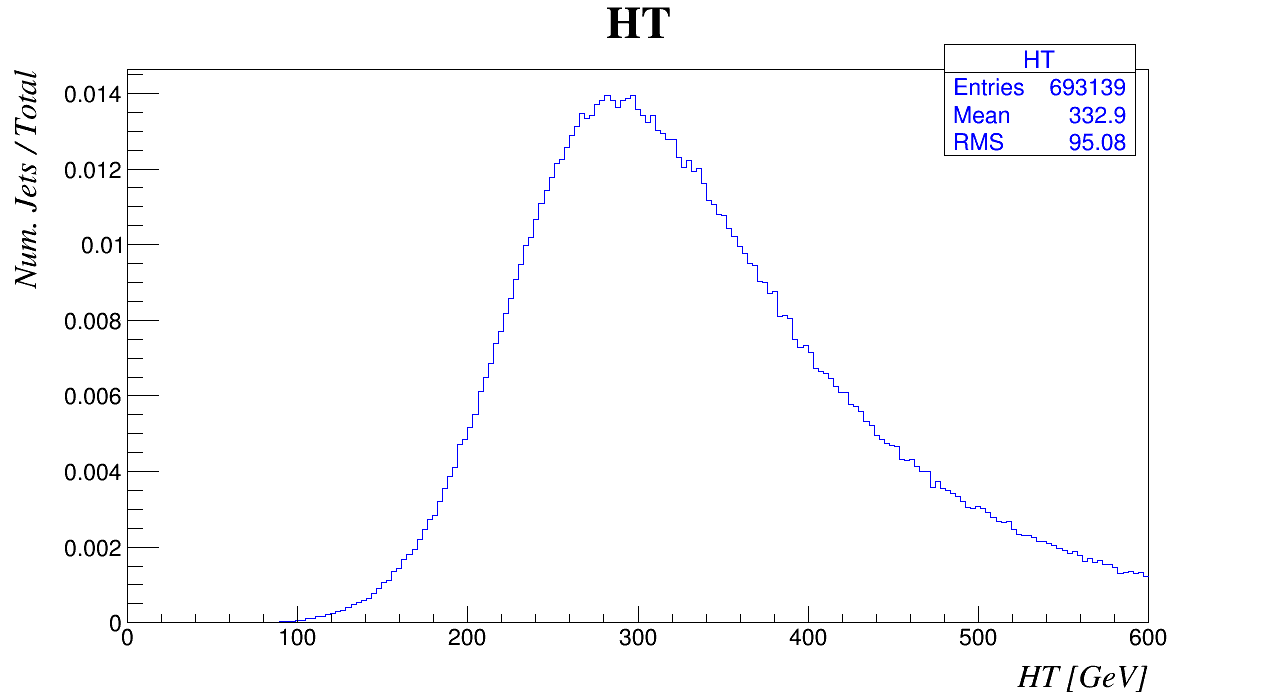 HT
HT
Entries 693139
Mean 332.9
RMS 95.08
Num. Jets / Total
0.014
0.012
0.01
0.008
0.006
0.004
0.002
0
0 100 200 300 400 500 600
HT [GeV]